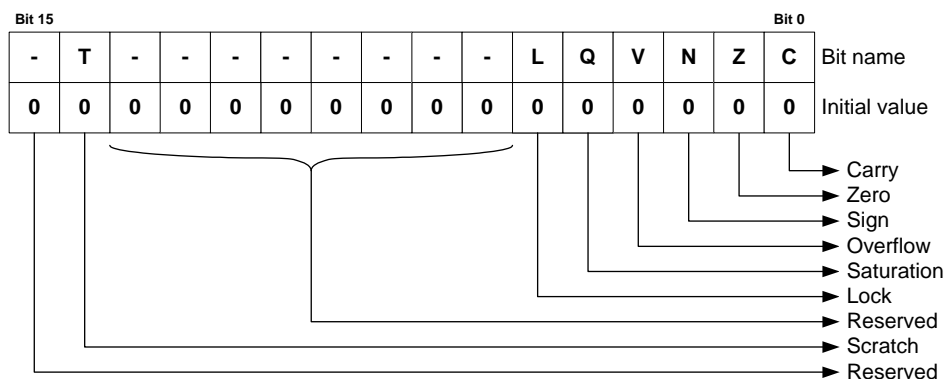 Bit 15 Bit 0
- T - - - - - - - - L Q V N Z C Bit name
0 0 0 0 0 0 0 0 0 0 0 0 0 0 0 0 Initial value
Carry
Zero
Sign
Overflow
Saturation
Lock
Reserved
Scratch
Reserved